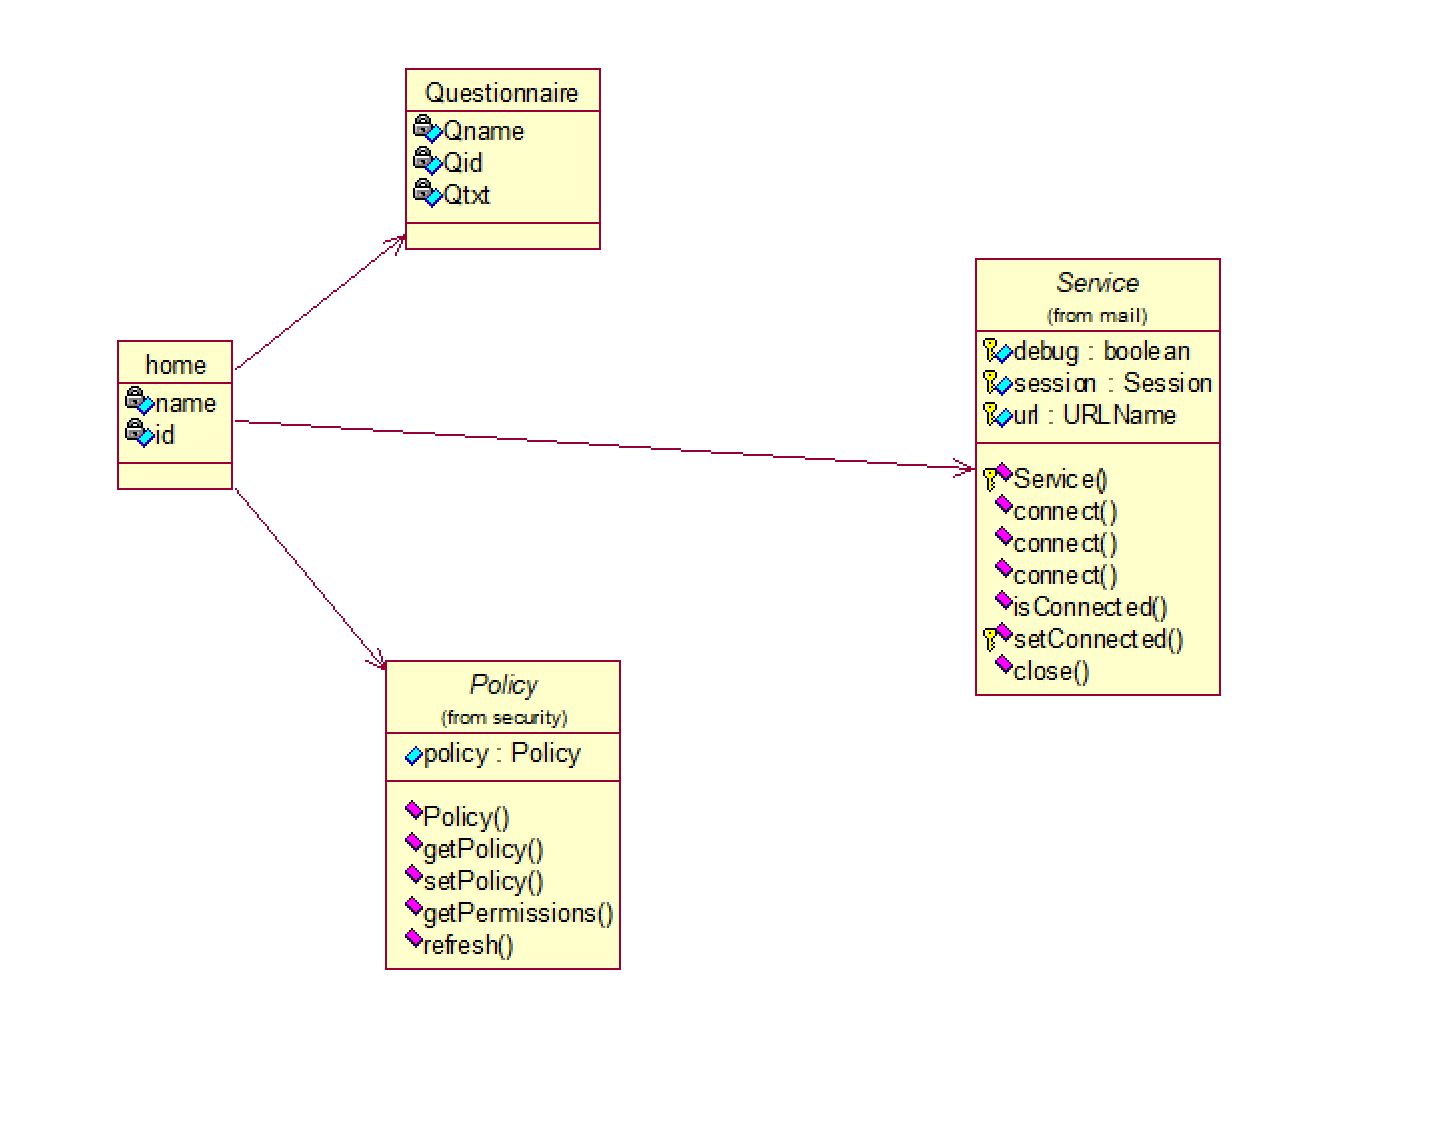 Questionnaire
Qname
Qid
Qtxt
home
name
id
Service
(from mail)
debug : boolean
session : Session
url : URLName
Service()
connect()
connect()
connect()
isConnected()
setConnected()
close()
Policy
(from security)
policy : Policy
Policy()
getPolicy()
setPolicy()
getPermissions()
refresh()